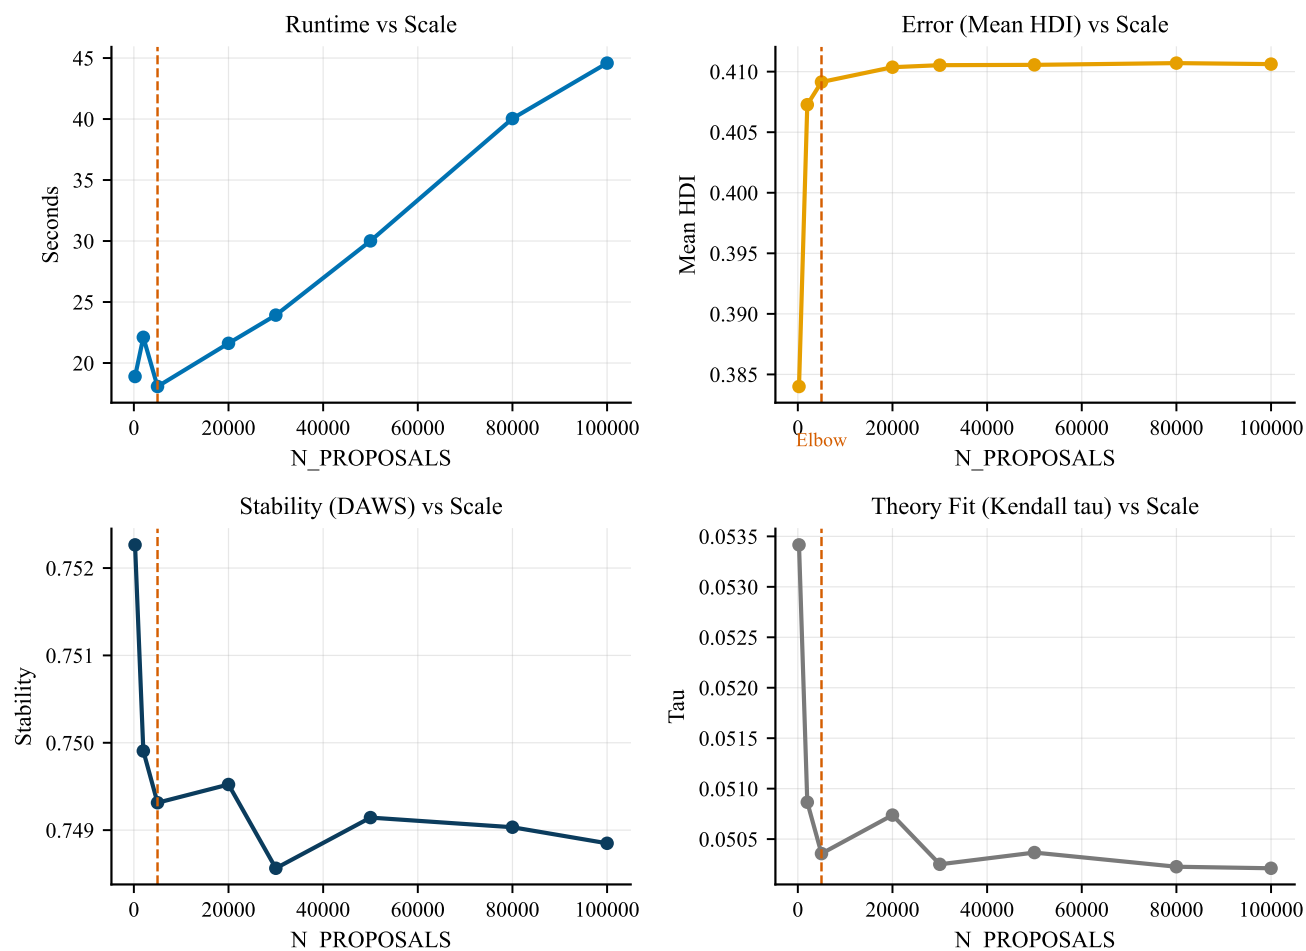 Runtime vs Scale
45
40
35
30
25
20
Seconds
0 20000 40000 60000 80000 100000
N_PROPOSALS
Error (Mean HDI) vs Scale
0.410
0.405
0.400
0.395
0.390
0.385
Mean HDI
0 20000 40000 60000 80000 100000
Elbow
N_PROPOSALS
Stability (DAWS) vs Scale
0.752
0.751
0.750
0.749
Stability
0 20000 40000 60000 80000 100000
N_PROPOSALS
Theory Fit (Kendall tau) vs Scale
0.0535
0.0530
0.0525
0.0520
0.0515
0.0510
0.0505
Tau
0 20000 40000 60000 80000 100000
N_PROPOSALS